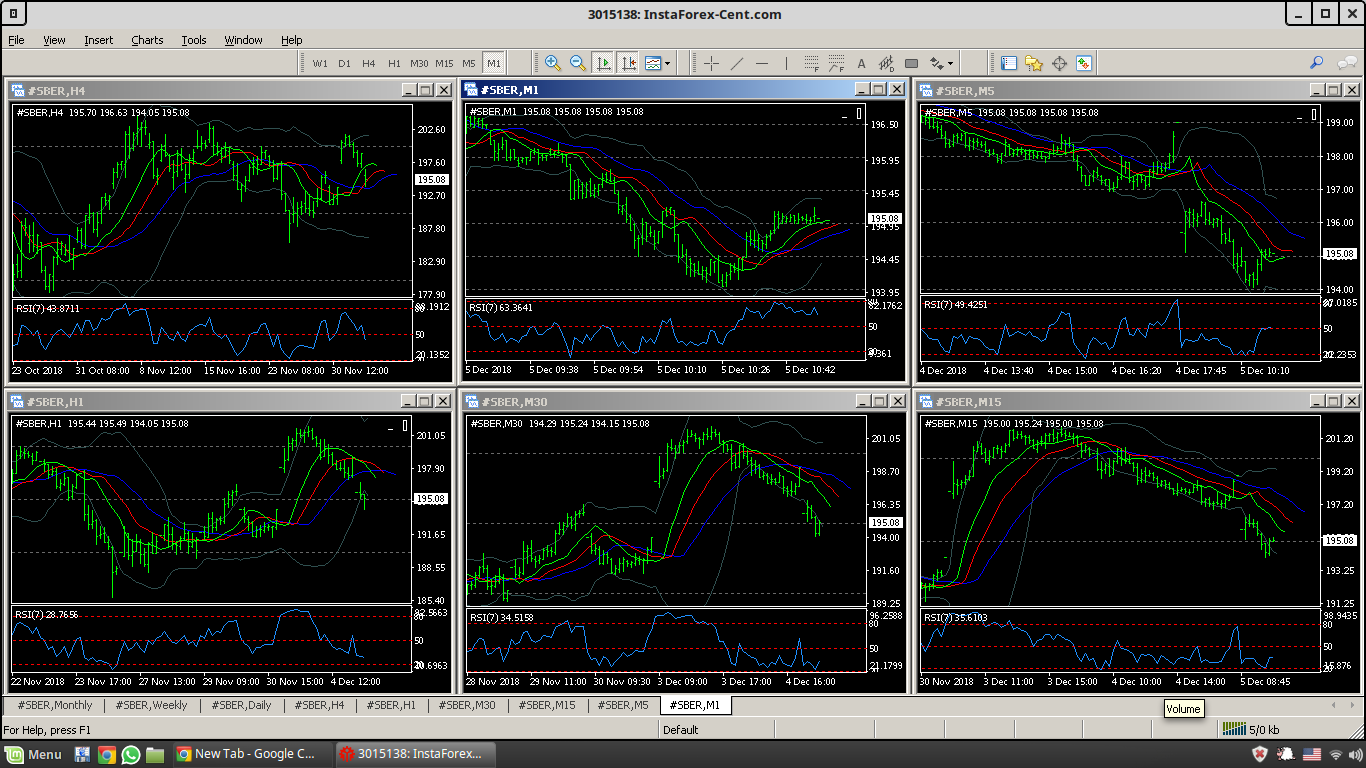 3015138: InstaForex-Cent.com
File View Insert Charts Tools Window Help
W1 D1 H4 H1 M30 M15 M5 M1
#SBER,H4
#SBER,H4 195.70 196.63 194.05 195.08
202.60
197.60
195.08
192.70
187.80
182.90
177.90
RSI(7) 43.8711
50
23 Oct 2018 31 Oct 08:00 8 Nov 12:00 15 Nov 16:00 23 Nov 08:00 30 Nov 12:00
#SBER,M1
#SBER,M1 195.08 195.08 195.08 195.08
196.50
195.95
195.45
195.08
194.95
194.45
193.95
RSI(7) 63.3641
82.1762
50
5 Dec 2018 5 Dec 09:38 5 Dec 09:54 5 Dec 10:10 5 Dec 10:26 5 Dec 10:42
#SBER,M5
#SBER,M5 195.08 195.08 195.08 195.08
199.00
198.00
197.00
196.00
195.08
194.00
RSI(7) 49.4251
50
4 Dec 2018 4 Dec 13:40 4 Dec 15:00 4 Dec 16:20 4 Dec 17:45 5 Dec 10:10
#SBER,H1
#SBER,H1 195.44 195.49 194.05 195.08
201.05
197.90
195.08
191.65
188.55
185.40
RSI(7) 28.7656
92.5663
80
50
22 Nov 2018 23 Nov 17:00 27 Nov 13:00 29 Nov 09:00 30 Nov 15:00 4 Dec 12:00
#SBER,M30
#SBER,M30 194.29 195.24 194.15 195.08
201.05
198.70
196.35
195.08
194.00
191.60
189.25
RSI(7) 34.5158
96.2588
80
50
21.1799
28 Nov 2018 29 Nov 11:00 30 Nov 09:30 3 Dec 09:00 3 Dec 17:00 4 Dec 16:00
#SBER,M15
#SBER,M15 195.00 195.24 195.00 195.08
201.20
199.20
197.20
195.08
193.25
191.25
RSI(7) 35.6103
98.9435
80
50
15.876
30 Nov 2018 3 Dec 11:00 3 Dec 15:00 4 Dec 10:00 4 Dec 14:00 5 Dec 08:45
#SBER,Monthly #SBER,Weekly #SBER,Daily #SBER,H4 #SBER,H1 #SBER,M30 #SBER,M15 #SBER,M5 #SBER,M1
Volume
For Help, press F1 Default 5/0 kb
Menu New Tab - Google C... 3015138: InstaForex...